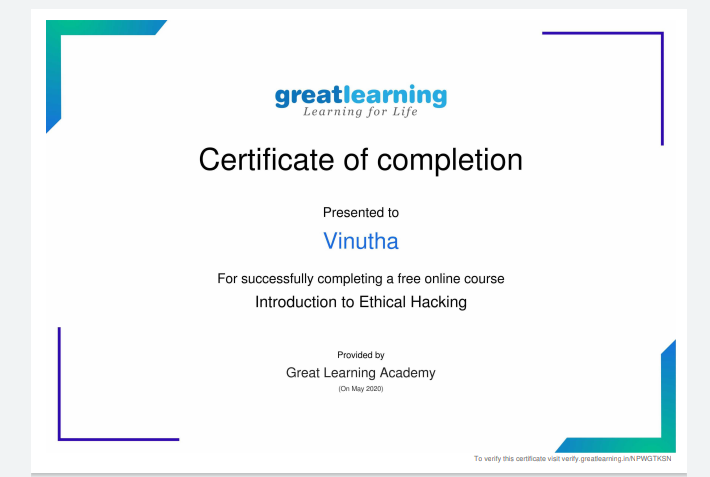 greatlearning
Learning for Life
Certificate of completion
Presented to
Vinutha
For successfully completing a free online course
Introduction to Ethical Hacking
Provided by
Great Learning Academy
(On May 2020)
To verify this certificate visit verify.greatlearning.in/NPWGTKSN